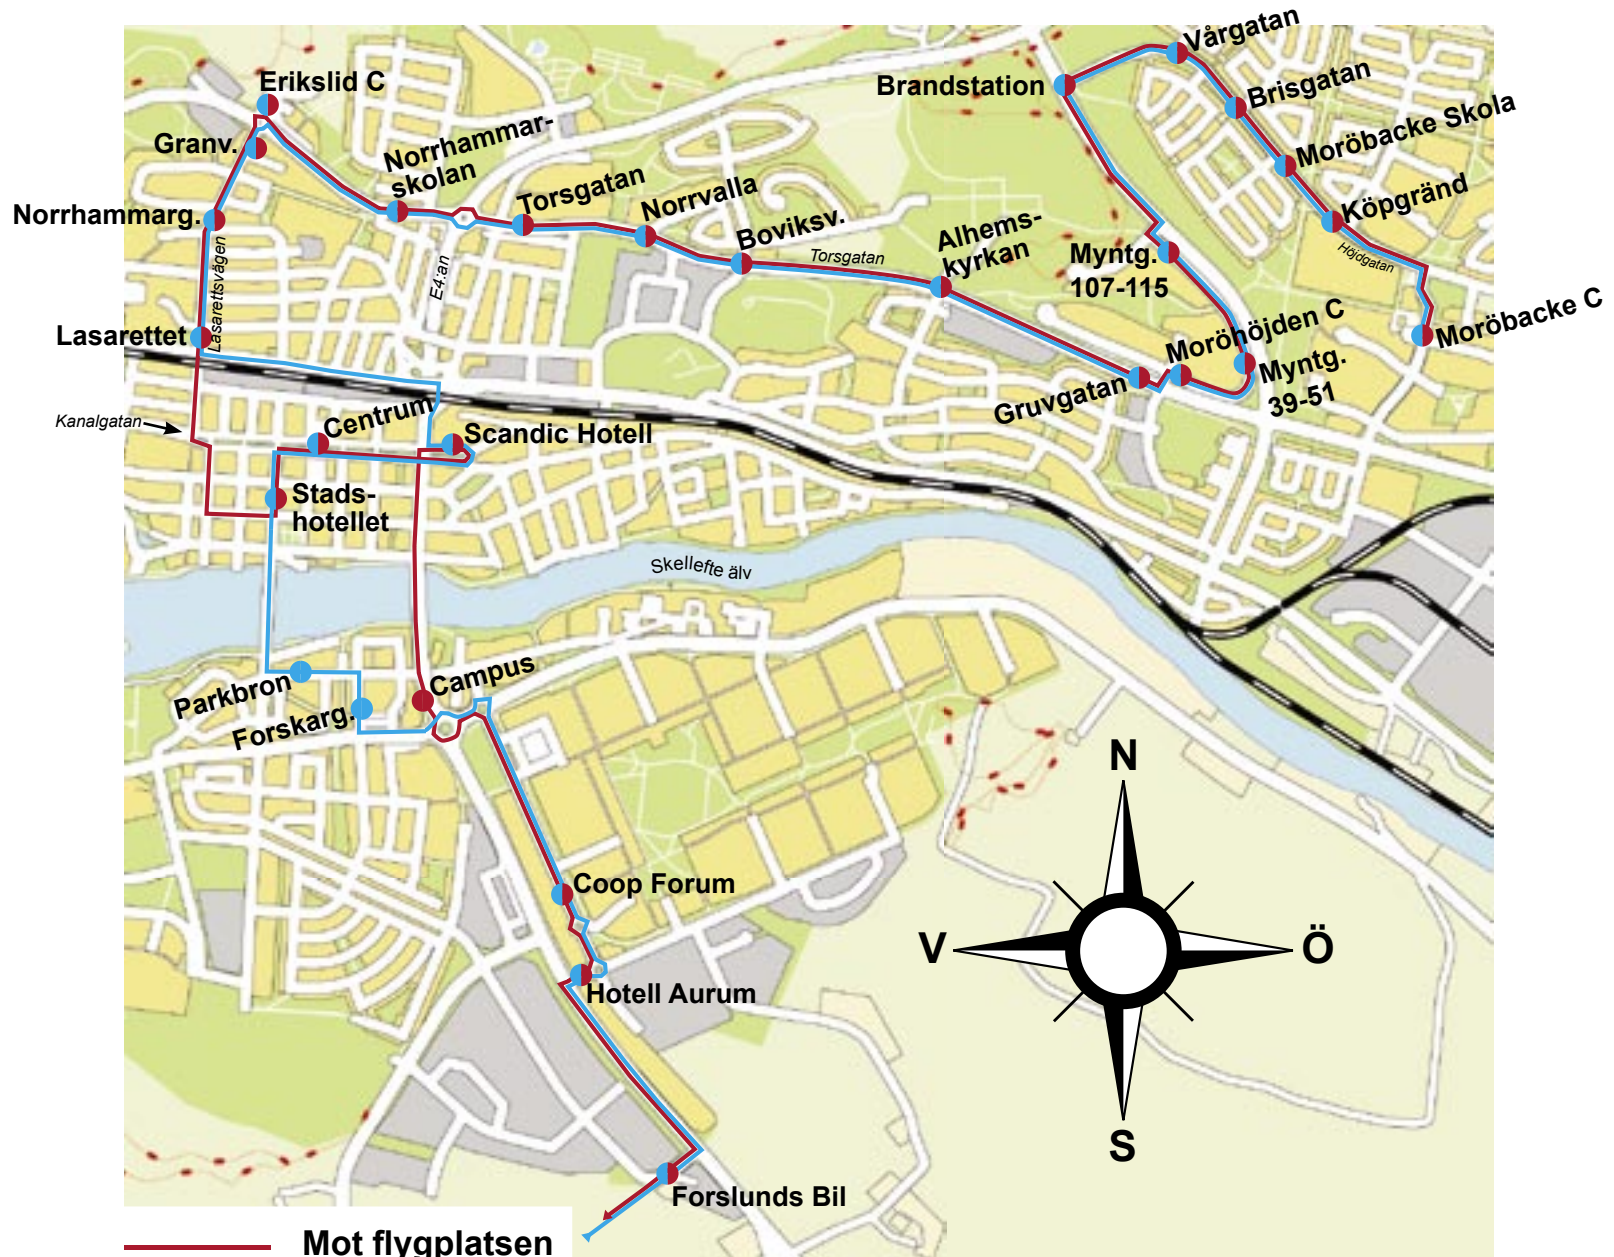 Vårgatan
Erikslid C
Brandstation
Brisgatan
Granv.
Norrhammar-
skolan
Moröbacke Skola
Torsgatan
Norrvalla
Köpgränd
Norrhammarg.
Boviksv.
Alhems-
kyrkan
Torsgatan
Myntg.
107-115
Höjdgatan
Lasarettsvägen
E4:an
Lasarettet
Moröhöjden C
Moröbacke C
Myntg.
39-51
Gruvgatan
Kanalgatan
Centrum
Scandic Hotell
Stads-
hotellet
Skellefte älv
Parkbron
Campus
Forskarg.
N
Coop Forum
V
Ö
Hotell Aurum
S
Forslunds Bil
Mot flygplatsen